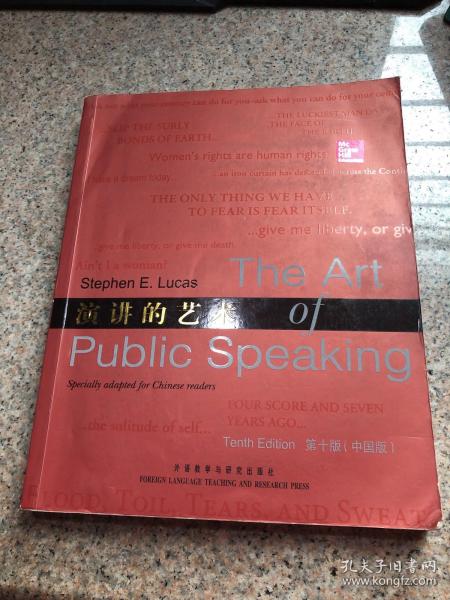 ask not what your country can do for you–ask what you can do for your country
...THE LUCKIEST MAN ON
...SLIP THE SURLY
THE FACE OF
BONDS OF EARTH...
THE EARTH
Mc
Graw
Hill
Education
Women's rights are human rights
I have a dream today...
...an iron curtain has descended across the Conti
THE ONLY THING WE HAVE
TO FEAR IS FEAR ITSELF.
...give me liberty, or giv
give me liberty, or give me death.
Ain't I a woman?
The Art
Stephen E. Lucas
演讲的艺术
of
Public Speaking
Specially adapted for Chinese readers
FOUR SCORE AND SEVEN
YEARS AGO...
...the solitude of self...
Tenth Edition 第十版(中国版)
外语教学与研究出版社
FOREIGN LANGUAGE TEACHING AND RESEARCH PRESS
BLOOD, TOIL, TEARS, AND SWEAT
孔夫子旧书网
www.kongfz.com